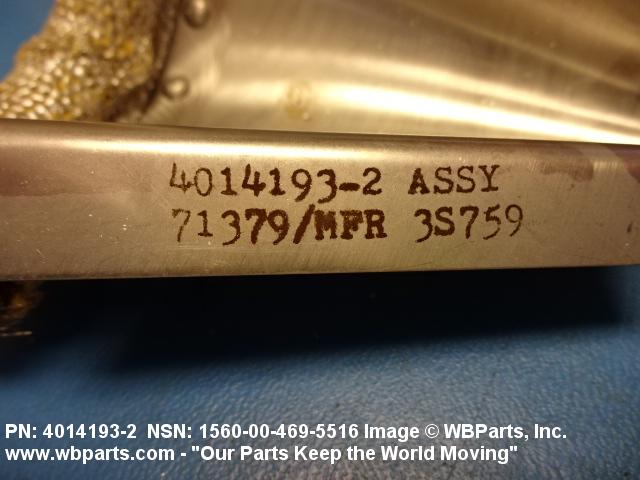 4014193-2 ASSY
71379/MFR 3S759
PN: 4014193-2 NSN: 1560-00-469-5516 Image © WBParts, Inc.
www.wbparts.com - "Our Parts Keep the World Moving"